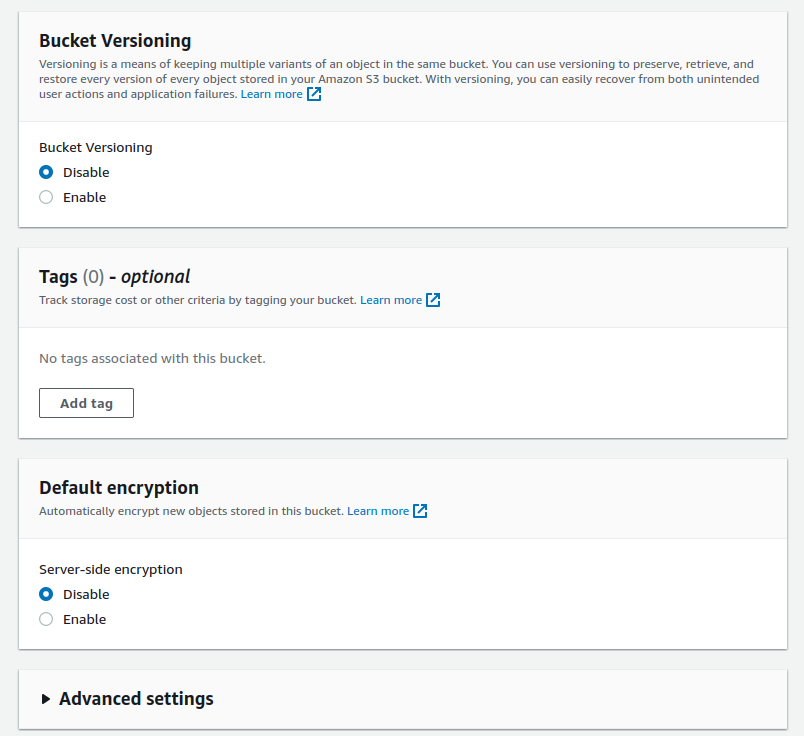 Bucket Versioning
Versioning is a means of keeping multiple variants of an object in the same bucket. You can use versioning to preserve, retrieve, and
restore every version of every object stored in your Amazon S3 bucket. With versioning, you can easily recover from both unintended
user actions and application failures. Learn more
Bucket Versioning
Disable
Enable
Tags (0) - optional
Track storage cost or other criteria by tagging your bucket. Learn more
No tags associated with this bucket.
Add tag
Default encryption
Automatically encrypt new objects stored in this bucket. Learn more
Server-side encryption
Disable
Enable
Advanced settings